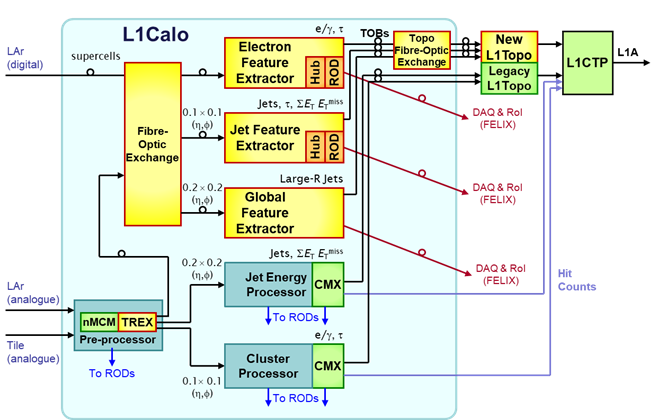 L1Calo
LAr
(digital)
supercells
Fibre-
Optic
Exchange
e/γ, τ
Electron
Feature
Extractor
Hub
ROD
TOBs
Topo
Fibre-Optic
Exchange
New
L1Topo
Legacy
L1Topo
L1CTP
L1A
0.1×0.1
(η,ϕ)
Jets, τ, ΣE_T E_T^miss
Jet Feature
Extractor
Hub
ROD
DAQ & RoI
(FELIX)
0.2×0.2
(η,ϕ)
Large-R Jets
Global
Feature
Extractor
DAQ & RoI
(FELIX)
DAQ & RoI
(FELIX)
Hit
Counts
Jets, ΣE_T E_T^miss
0.2×0.2
(η,ϕ)
Jet Energy
Processor
CMX
To RODs
LAr
(analogue)
Tile
(analogue)
nMCM
TREX
Pre-processor
To RODs
e/γ, τ
Cluster
Processor
CMX
0.1×0.1
(η,ϕ)
To RODs